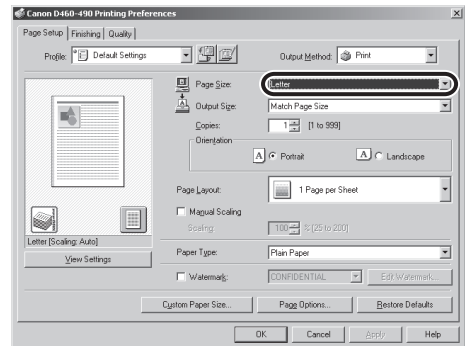 Canon D460-490 Printing Preferences
Page Setup Finishing Quality
Profile: Default Settings Output Method: Print
Page Size: Letter
Output Size: Match Page Size
Copies: 1 [1 to 999]
Orientation
A Portrait A Landscape
Page Layout: 1 Page per Sheet
Manual Scaling
Scaling: 100 % [25 to 200]
Letter [Scaling: Auto]
View Settings
Paper Type: Plain Paper
Watermark: CONFIDENTIAL Edit Watermark...
Custom Paper Size... Page Options... Restore Defaults
OK Cancel Apply Help